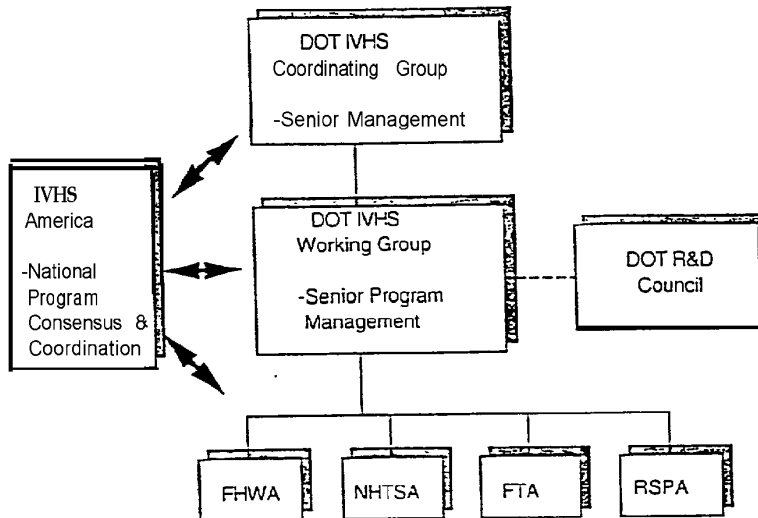 DOT IVHS
Coordinating Group
-Senior Management
IVHS
America
-National
Program
Consensus &
Coordination
DOT IVHS
Working Group
-Senior Program
Management
DOT R&D
Council
FHWA
NHTSA
FTA
RSPA